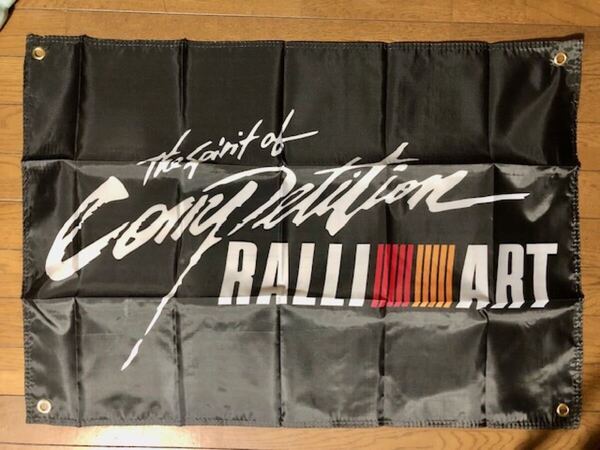 The Spirit of
Competition
RALLI ART